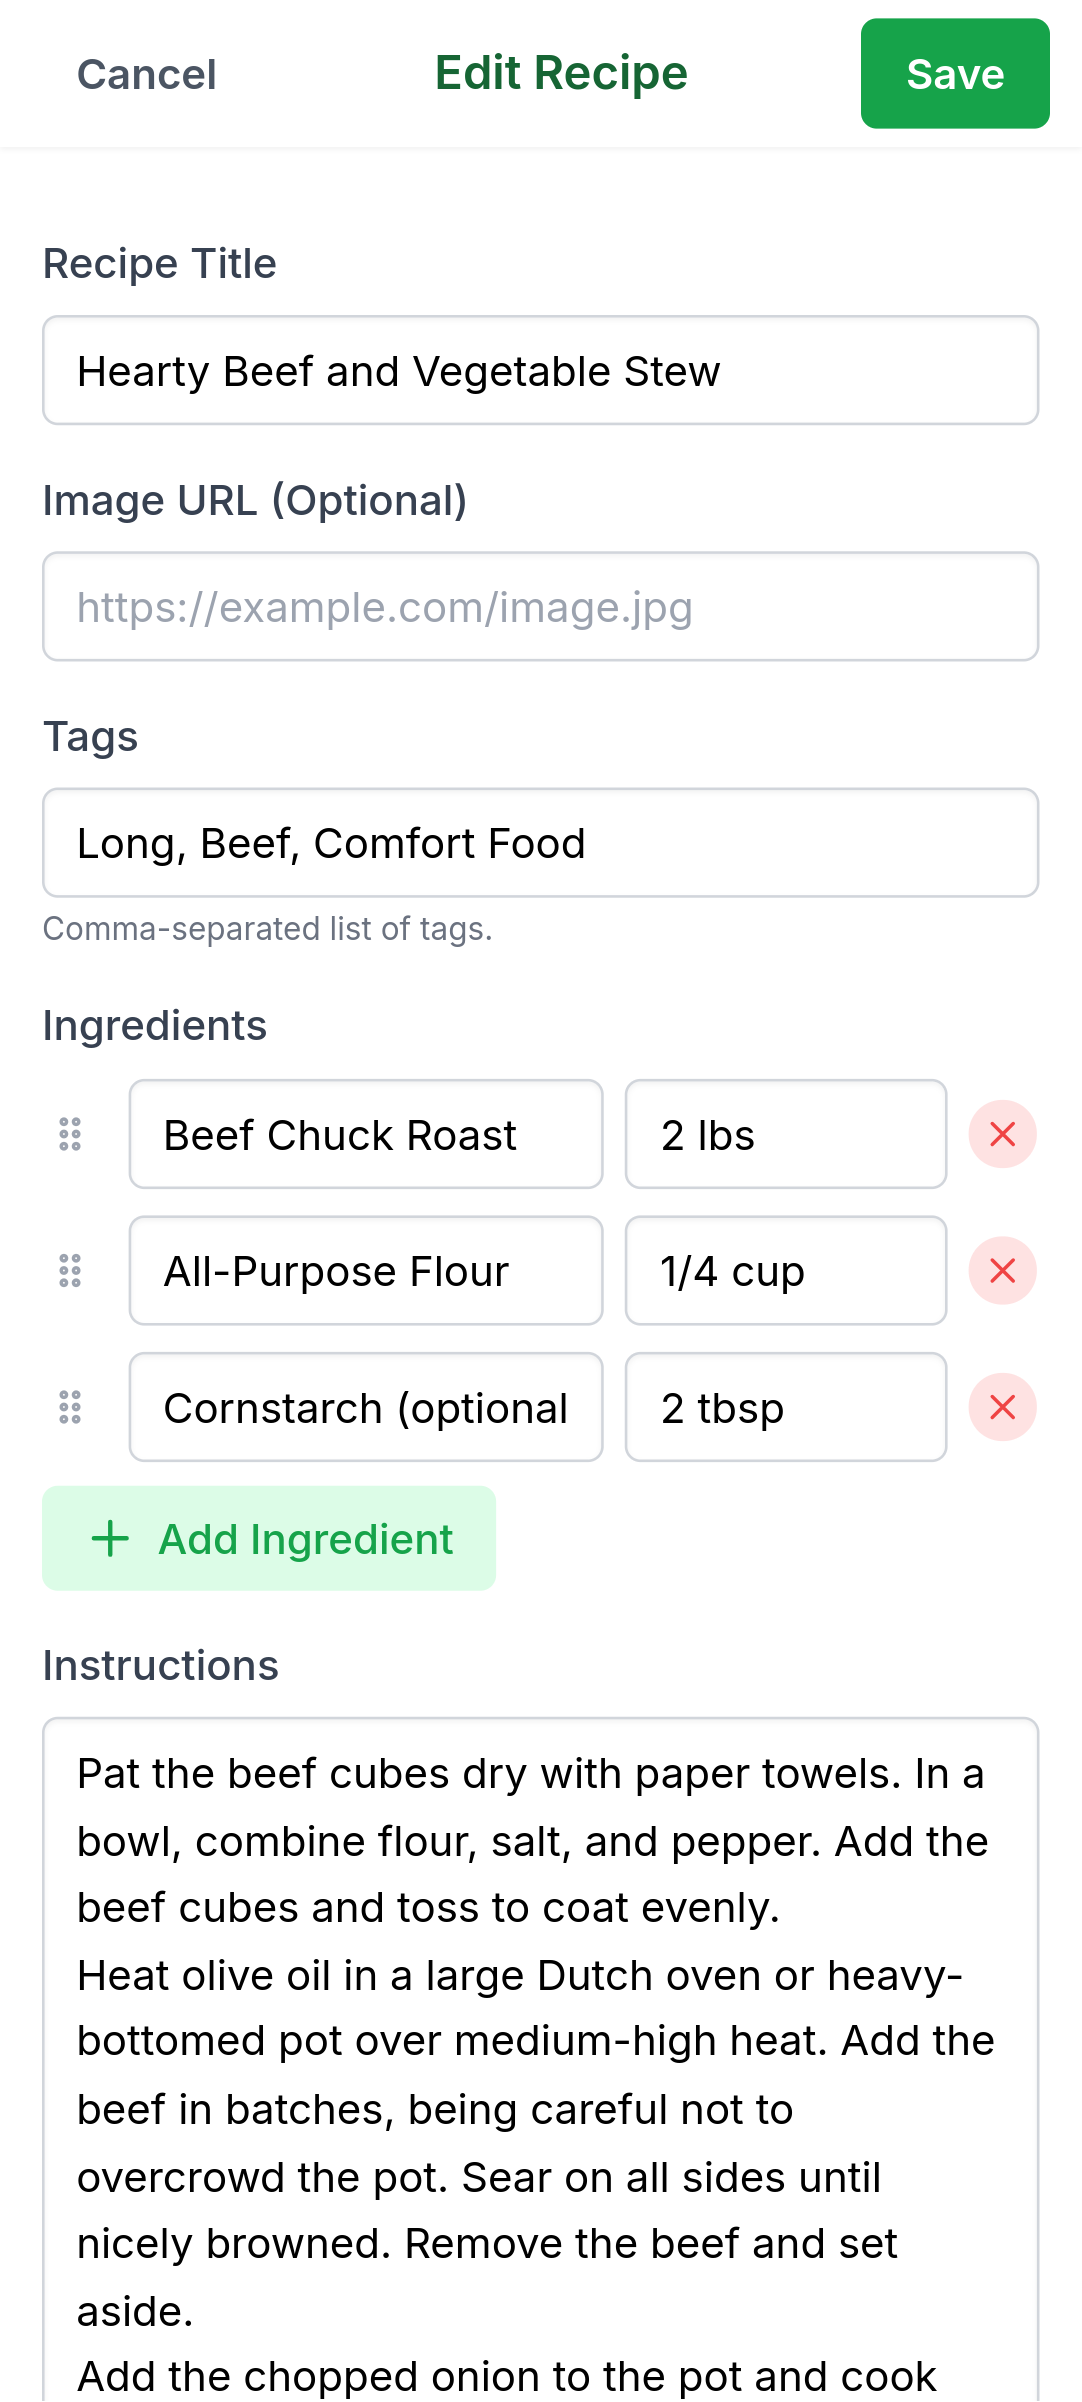 Cancel
Edit Recipe
Save
Recipe Title
Hearty Beef and Vegetable Stew
Image URL (Optional)
https://example.com/image.jpg
Tags
Long, Beef, Comfort Food
Comma-separated list of tags.
Ingredients
Beef Chuck Roast
2 lbs
All-Purpose Flour
1/4 cup
Cornstarch (optional
2 tbsp
Add Ingredient
Instructions
Pat the beef cubes dry with paper towels. In a
bowl, combine flour, salt, and pepper. Add the
beef cubes and toss to coat evenly.
Heat olive oil in a large Dutch oven or heavy-
bottomed pot over medium-high heat. Add the
beef in batches, being careful not to
overcrowd the pot. Sear on all sides until
nicely browned. Remove the beef and set
aside.
Add the chopped onion to the pot and cook